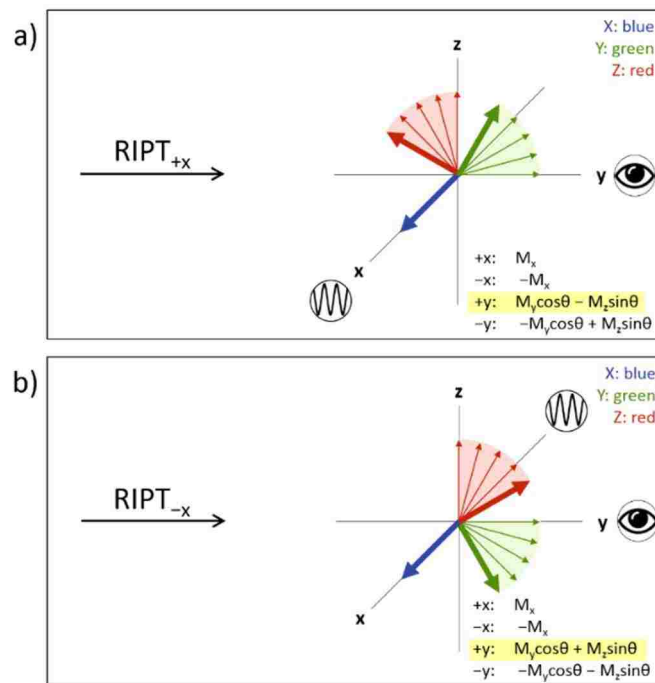 a)
X: blue
Y: green
Z: red
z
RIPT+x
y
x
+x: Mx
−x: −Mx
+y: Mycosθ − Mzsinθ
−y: −Mycosθ + Mzsinθ
b)
X: blue
Y: green
Z: red
z
RIPT−x
y
x
+x: Mx
−x: −Mx
+y: Mycosθ + Mzsinθ
−y: −Mycosθ − Mzsinθ